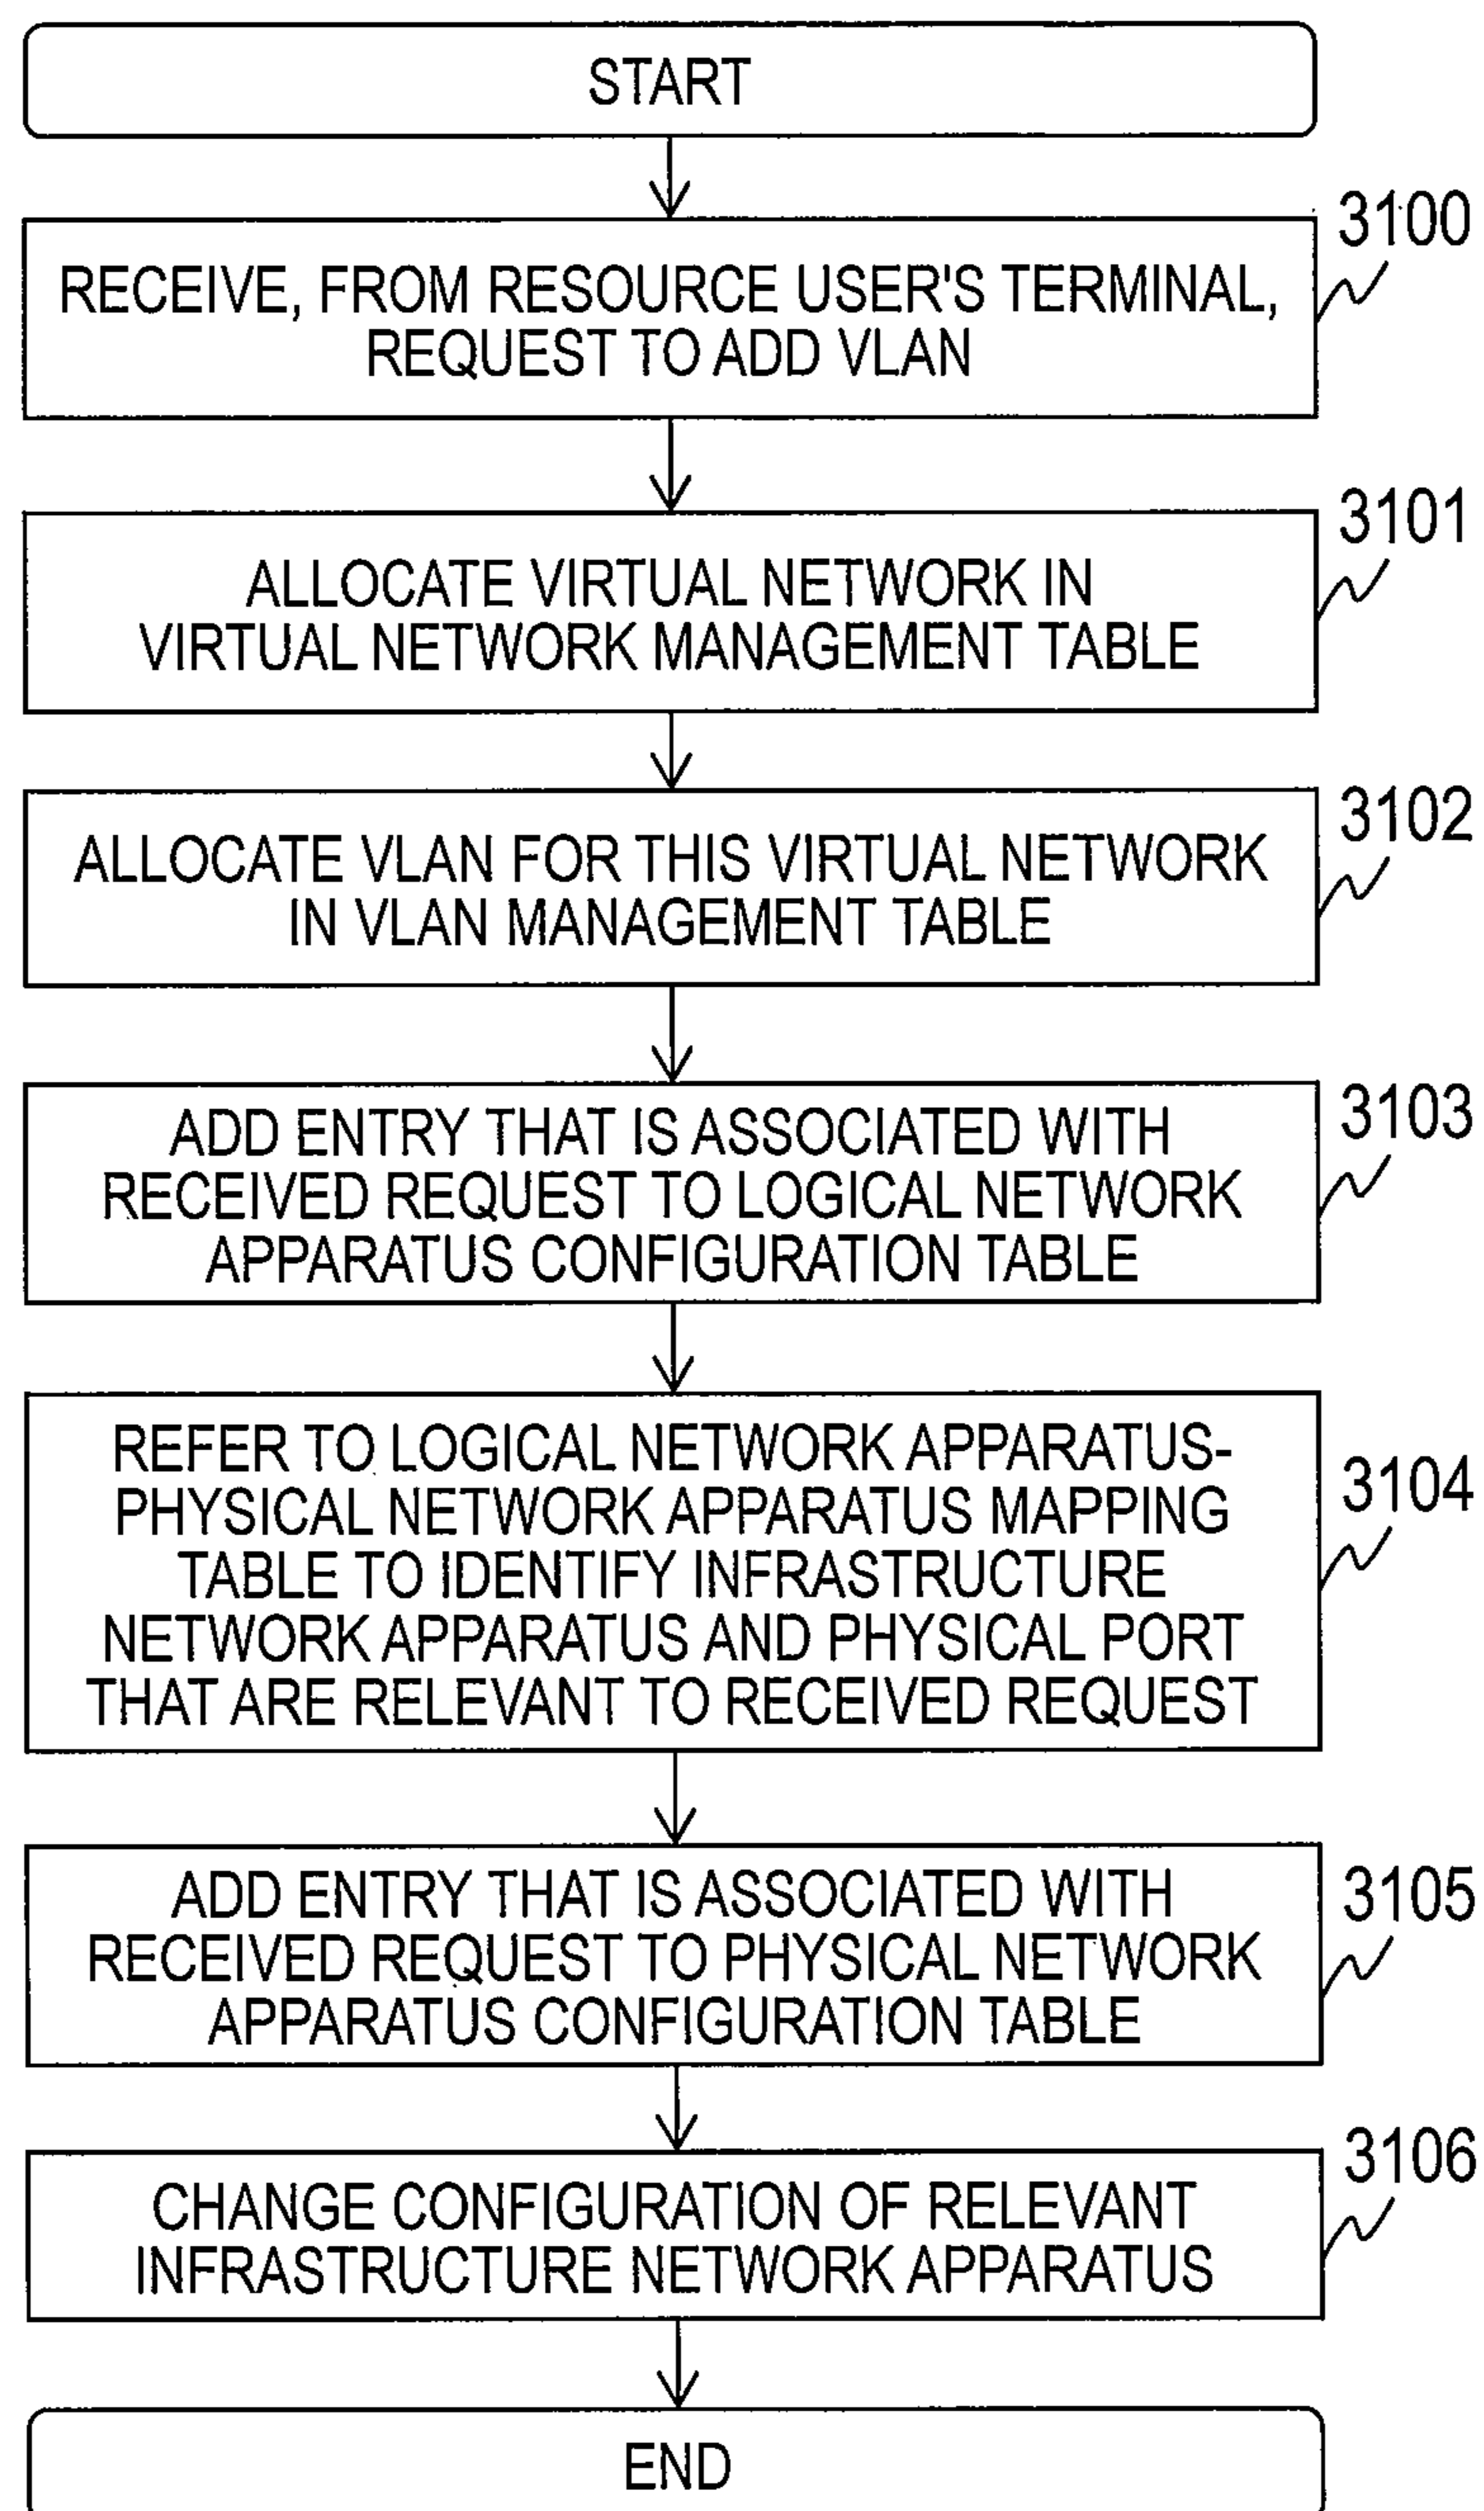 START
3100
RECEIVE, FROM RESOURCE USER'S TERMINAL,
REQUEST TO ADD VLAN
3101
ALLOCATE VIRTUAL NETWORK IN
VIRTUAL NETWORK MANAGEMENT TABLE
3102
ALLOCATE VLAN FOR THIS VIRTUAL NETWORK
IN VLAN MANAGEMENT TABLE
3103
ADD ENTRY THAT IS ASSOCIATED WITH
RECEIVED REQUEST TO LOGICAL NETWORK
APPARATUS CONFIGURATION TABLE
3104
REFER TO LOGICAL NETWORK APPARATUS-
PHYSICAL NETWORK APPARATUS MAPPING
TABLE TO IDENTIFY INFRASTRUCTURE
NETWORK APPARATUS AND PHYSICAL PORT
THAT ARE RELEVANT TO RECEIVED REQUEST
3105
ADD ENTRY THAT IS ASSOCIATED WITH
RECEIVED REQUEST TO PHYSICAL NETWORK
APPARATUS CONFIGURATION TABLE
3106
CHANGE CONFIGURATION OF RELEVANT
INFRASTRUCTURE NETWORK APPARATUS
END